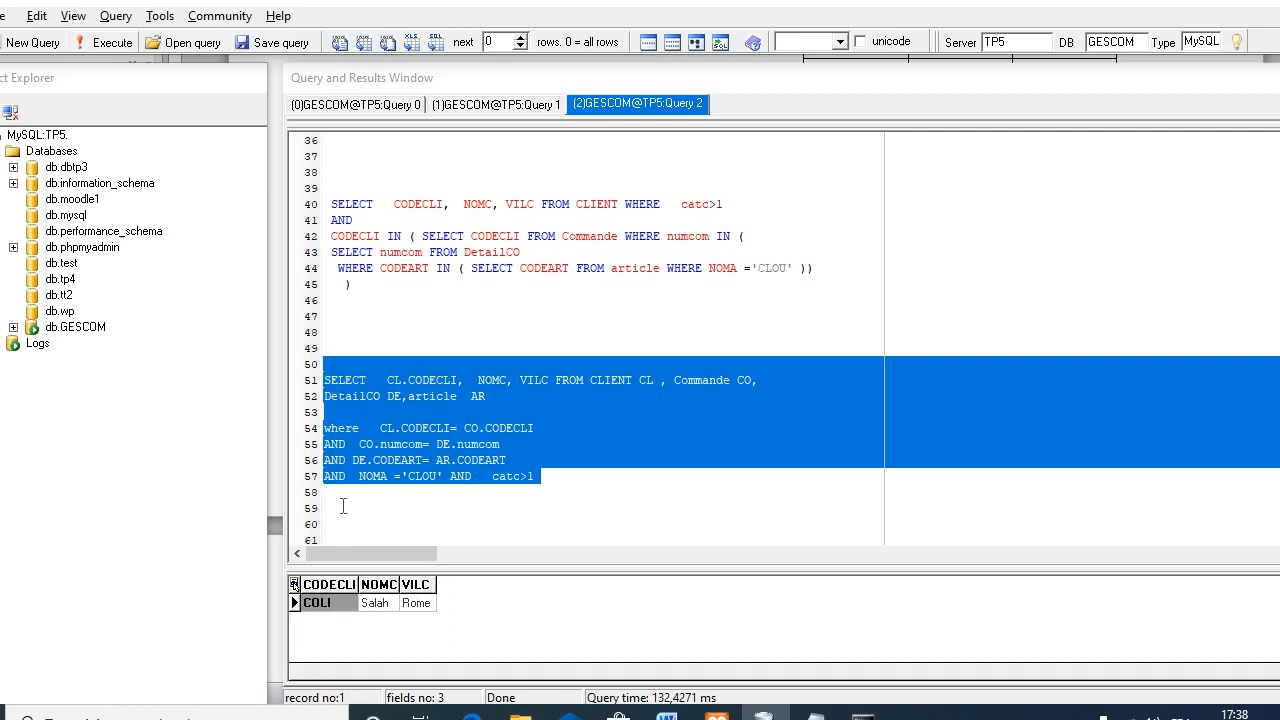 Edit View Query Tools Community Help
No Query Execute Open query Save query next 0 rows. 0 = all rows unicode Server TP5 DB GESCOM Type MySQL
ct Explorer
Query and Results Window
(0)GESCOM@TP5:Query 0 (1)GESCOM@TP5:Query 1 (2)GESCOM@TP5:Query 2
MySQL:TP5.
Databases
db.dbtp3
db.information_schema
db.moodle1
db.mysql
db.performance_schema
db.phpmyadmin
db.test
db.tp4
db.tt2
db.wp
db.GESCOM
Logs
36
37
38
39
40 SELECT CODECLI, NOMC, VILC FROM CLIENT WHERE catc>1
41 AND
42 CODECLI IN ( SELECT CODECLI FROM Commande WHERE numcom IN (
43 SELECT numcom FROM DetailCO
44 WHERE CODEART IN ( SELECT CODEART FROM article WHERE NOMA ='CLOU' ))
45 )
46
47
48
49
50
51 SELECT CL.CODECLI, NOMC, VILC FROM CLIENT CL , Commande CO,
52 DetailCO DE,article AR
53
54 where CL.CODECLI= CO.CODECLI
55 AND CO.numcom= DE.numcom
56 AND DE.CODEART= AR.CODEART
57 AND NOMA ='CLOU' AND catc>1
58
59
60
61
CODECLI NOMC VILC
COLI Salah Rome
record no:1 fields no: 3 Done Query time: 132,4271 ms
17:38